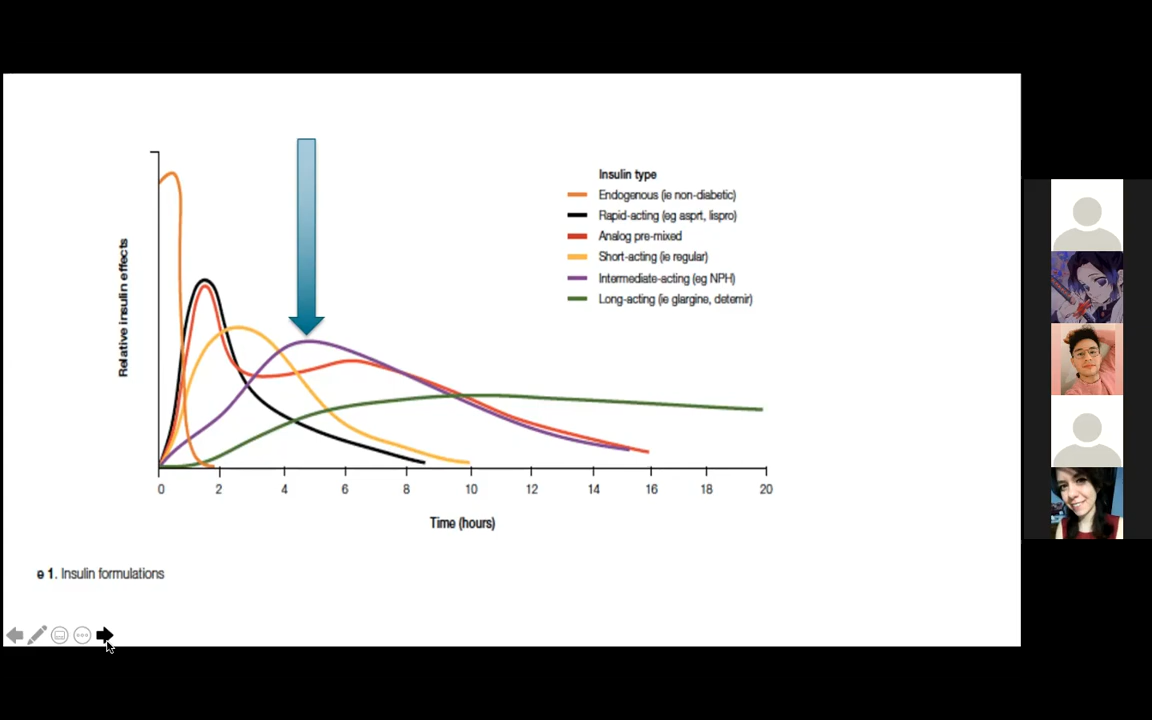 Insulin type
Endogenous (ie non-diabetic)
Rapid-acting (eg asprt, lispro)
Analog pre-mixed
Short-acting (ie regular)
Intermediate-acting (eg NPH)
Long-acting (ie glargine, detemir)
Relative insulin effects
0 2 4 6 8 10 12 14 16 18 20
Time (hours)
e 1. Insulin formulations